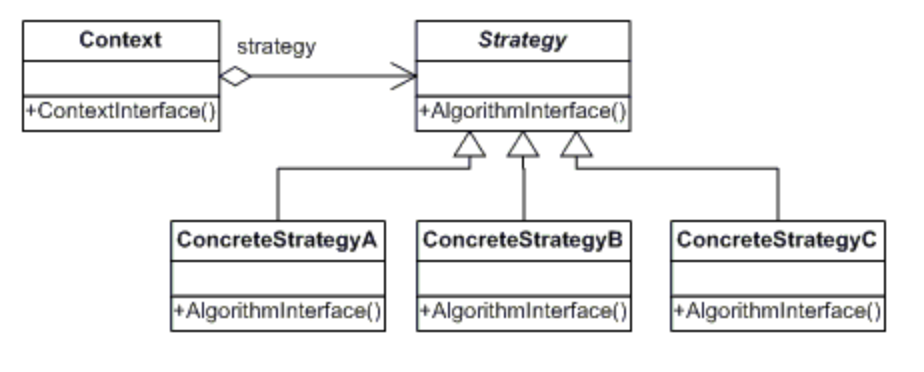 Context
strategy
Strategy
+ContextInterface()
+AlgorithmInterface()
ConcreteStrategyA
ConcreteStrategyB
ConcreteStrategyC
+AlgorithmInterface()
+AlgorithmInterface()
+AlgorithmInterface()